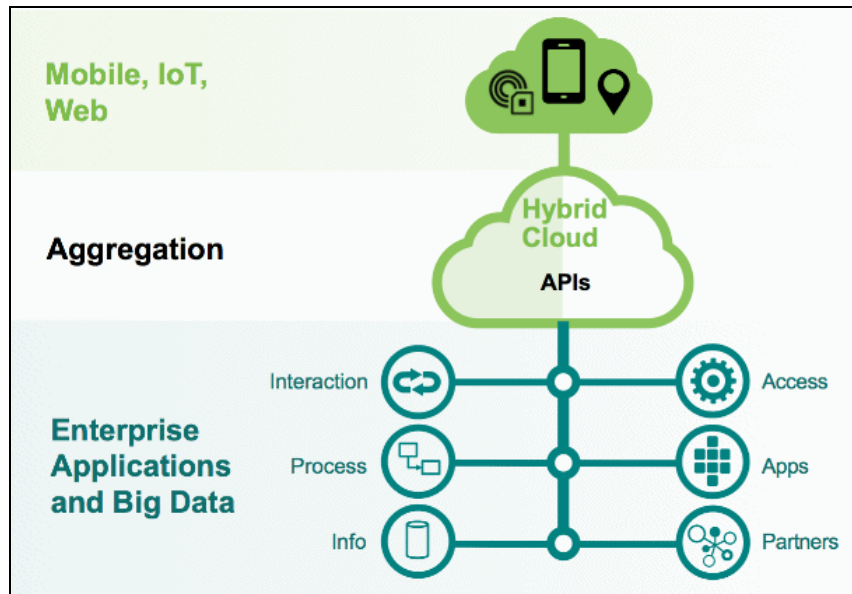 Mobile, IoT,
Web
Hybrid
Cloud
APIs
Aggregation
Enterprise
Applications
and Big Data
Interaction
Access
Process
Apps
Info
Partners